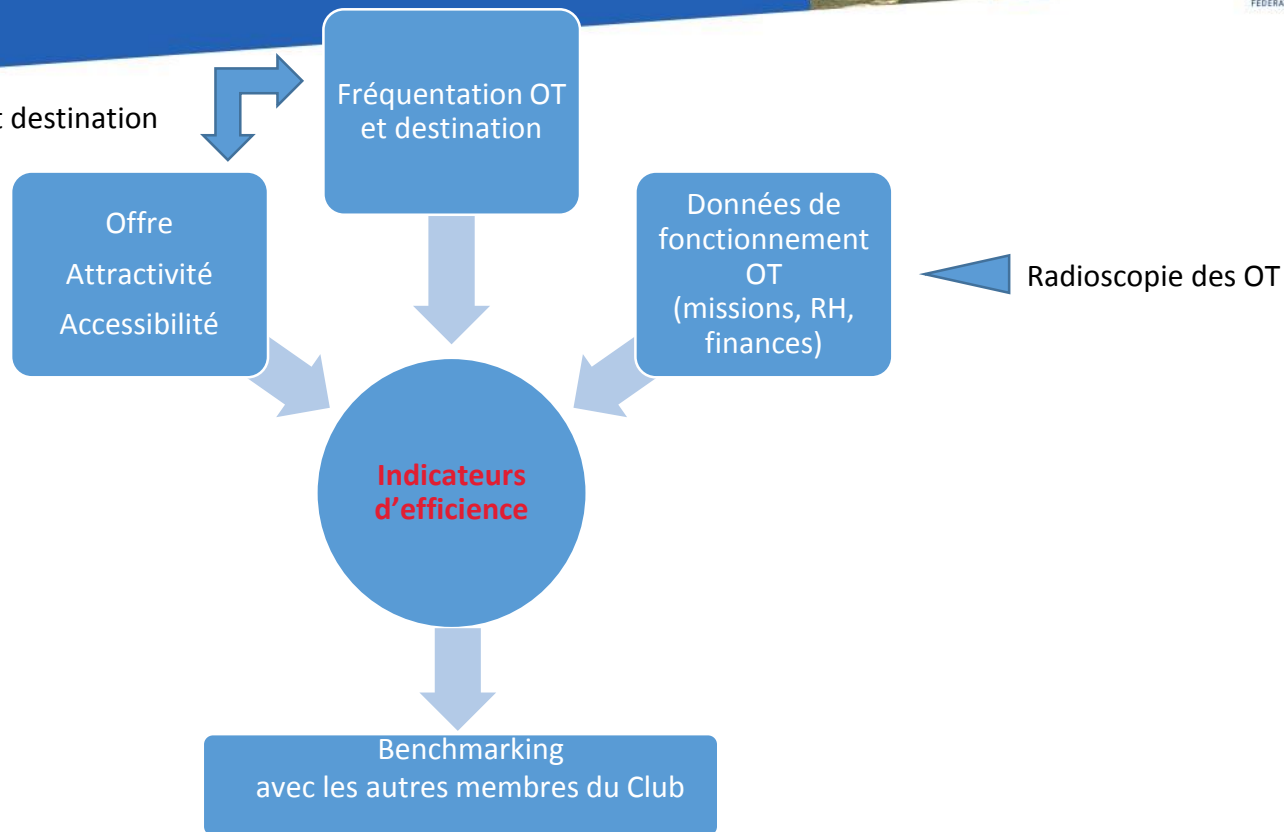 FEDERA
Fréquentation OT
et destination
t destination
Offre
Attractivité
Accessibilité
Données de
fonctionnement
OT
(missions, RH,
finances)
Radioscopie des OT
Indicateurs
d’efficience
Benchmarking
avec les autres membres du Club